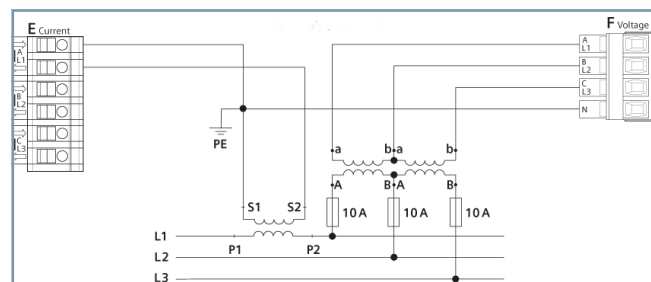 E Current
F Voltage
A
L1
B
L2
C
L3
A
L1
B
L2
C
L3
N
PE
a
b
a
b
A
B
A
B
S1
S2
10 A
10 A
10 A
L1
P1
P2
L2
L3